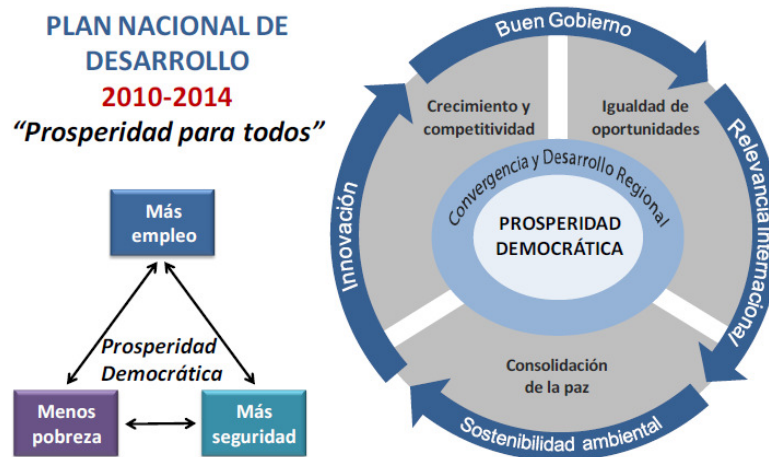 PLAN NACIONAL DE
DESARROLLO
2010-2014
“Prosperidad para todos”
Más
empleo
Prosperidad
Democrática
Menos
pobreza
Más
seguridad
Buen Gobierno
Crecimiento y
competitividad
Igualdad de
oportunidades
Relevancia Internacional
Innovación
Convergencia y Desarrollo Regional
PROSPERIDAD
DEMOCRÁTICA
Consolidación
de la paz
Sostenibilidad ambiental